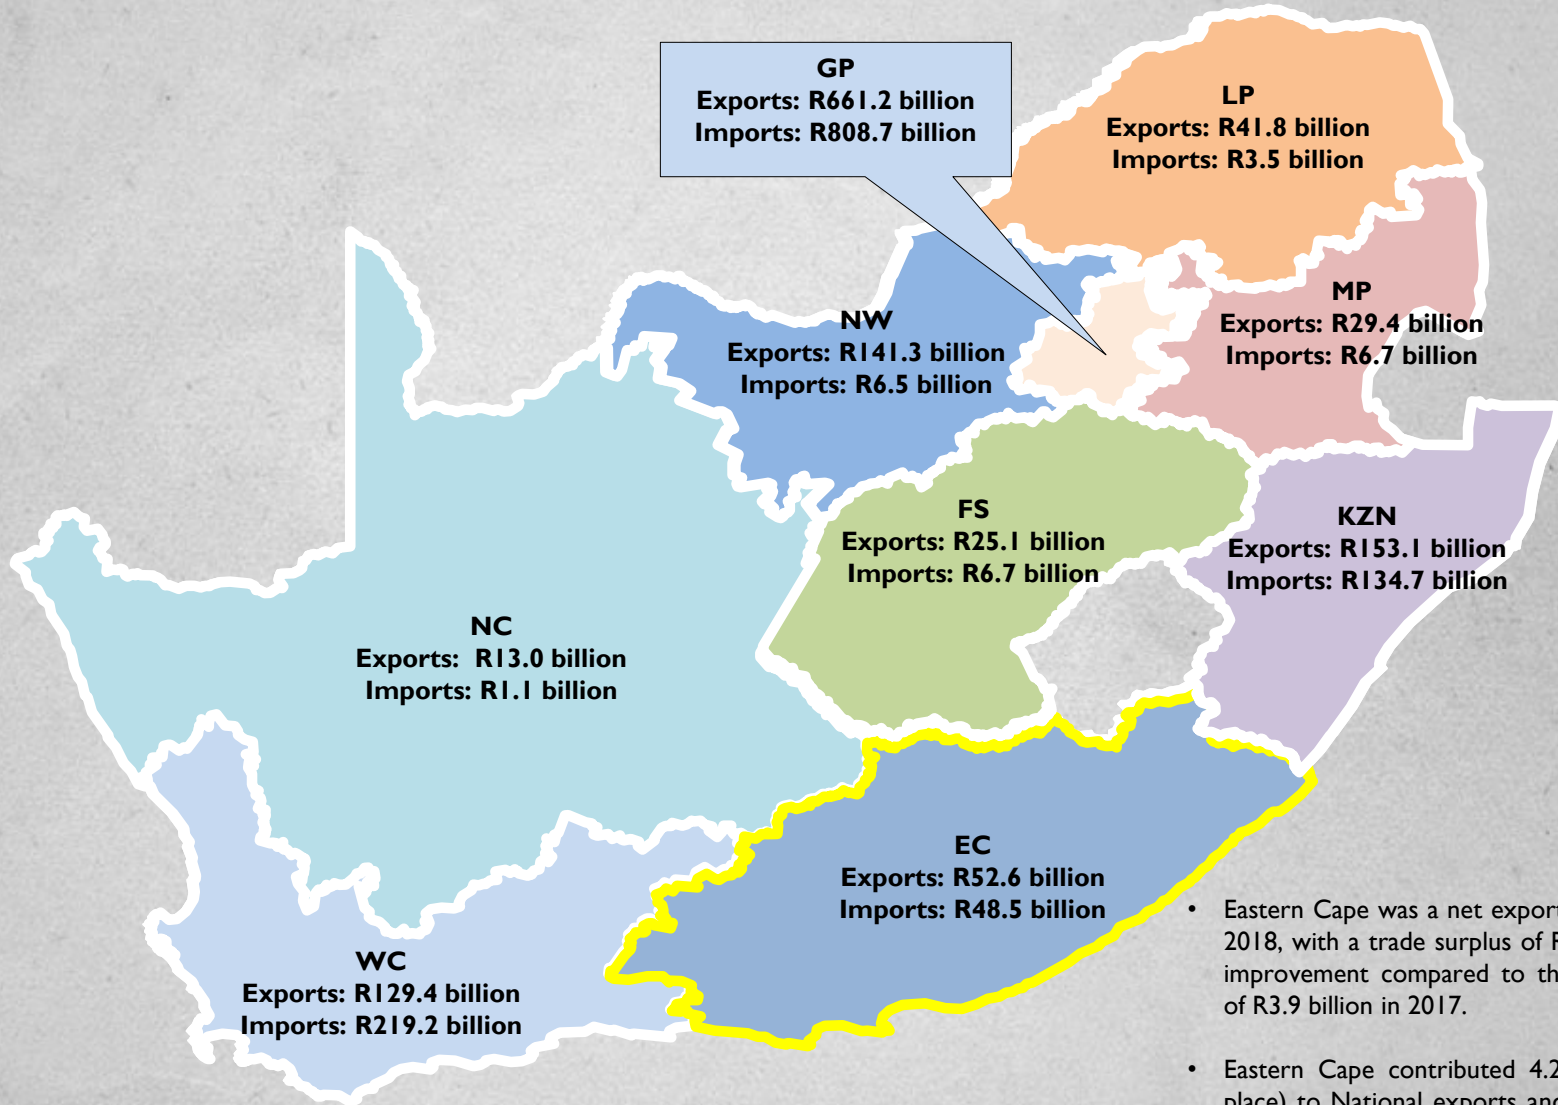 GP
Exports: R661.2 billion
Imports: R808.7 billion
LP
Exports: R41.8 billion
Imports: R3.5 billion
MP
Exports: R29.4 billion
Imports: R6.7 billion
NW
Exports: R141.3 billion
Imports: R6.5 billion
FS
Exports: R25.1 billion
Imports: R6.7 billion
KZN
Exports: R153.1 billion
Imports: R134.7 billion
NC
Exports: R13.0 billion
Imports: R1.1 billion
EC
Exports: R52.6 billion
Imports: R48.5 billion
WC
Exports: R129.4 billion
Imports: R219.2 billion
• Eastern Cape was a net export
2018, with a trade surplus of
improvement compared to
of R3.9 billion in 2017.
• Eastern Cape contributed 4.2
place) to National exports and